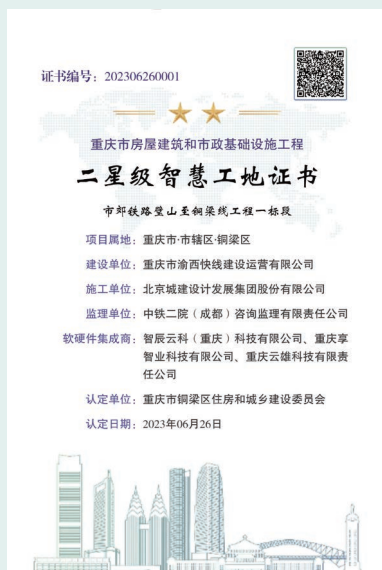 证书编号：202306260001
重庆市房屋建筑和市政基础设施工程
二星级智慧工地证书
市郊铁路璧山至铜梁线工程一标段
项目属地：重庆市·市辖区·铜梁区
建设单位：重庆市渝西快线建设运营有限公司
施工单位：北京城建设计发展集团股份有限公司
监理单位：中铁二院（成都）咨询监理有限责任公司
软硬件集成商：智辰云科（重庆）科技有限公司、重庆享
智业科技有限公司、重庆云雄科技有限责
任公司
认定单位：重庆市铜梁区住房和城乡建设委员会
认定日期：2023年06月26日